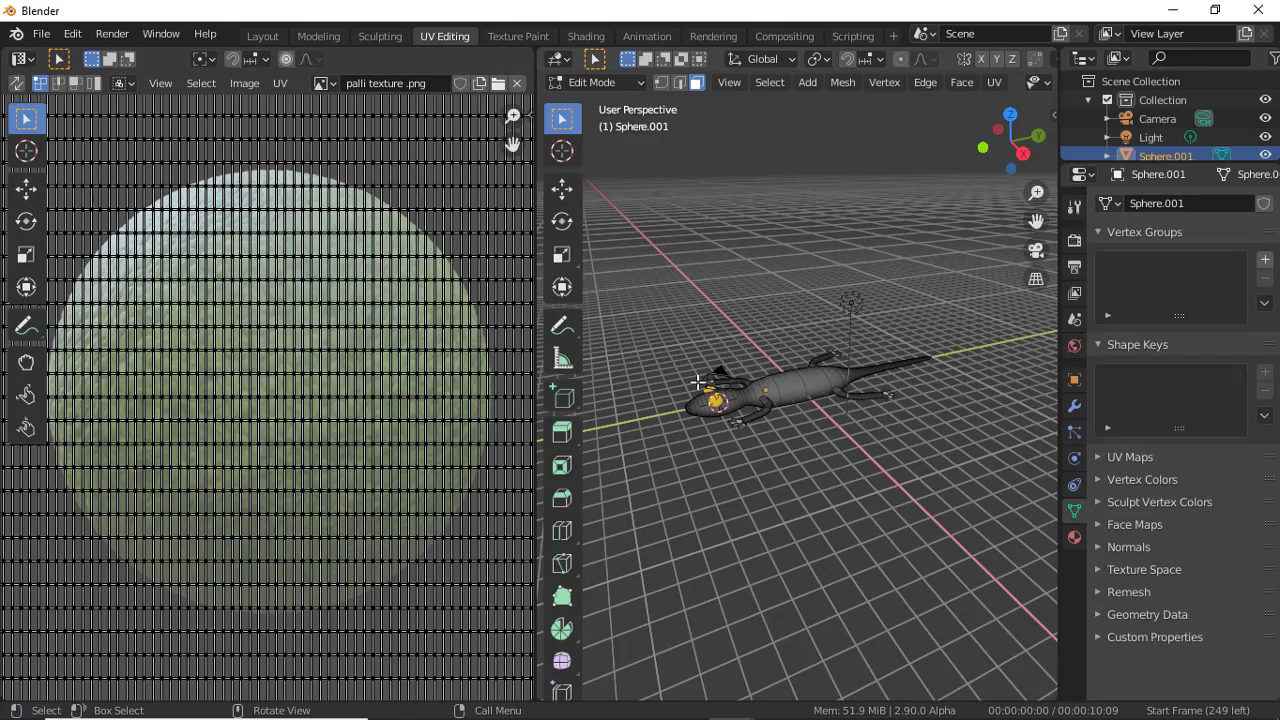 Blender
File Edit Render Window Help Layout Modeling Sculpting UV Editing Texture Paint Shading Animation Rendering Compositing Scripting + Scene View Layer
Global X Y Z
View Select Image UV palli texture .png
Edit Mode View Select Add Mesh Vertex Edge Face UV
Scene Collection
Collection
Camera
Light
Sphere.001
User Perspective
(1) Sphere.001
Z
Y
X
Sphere.001 Sphere.0
Sphere.001
Vertex Groups
Shape Keys
UV Maps
Vertex Colors
Sculpt Vertex Colors
Face Maps
Normals
Texture Space
Remesh
Geometry Data
Custom Properties
Select Box Select Rotate View Call Menu Mem: 51.9 MiB | 2.90.0 Alpha 00:00:00:00 / 00:00:10:09 Start Frame (249 left)